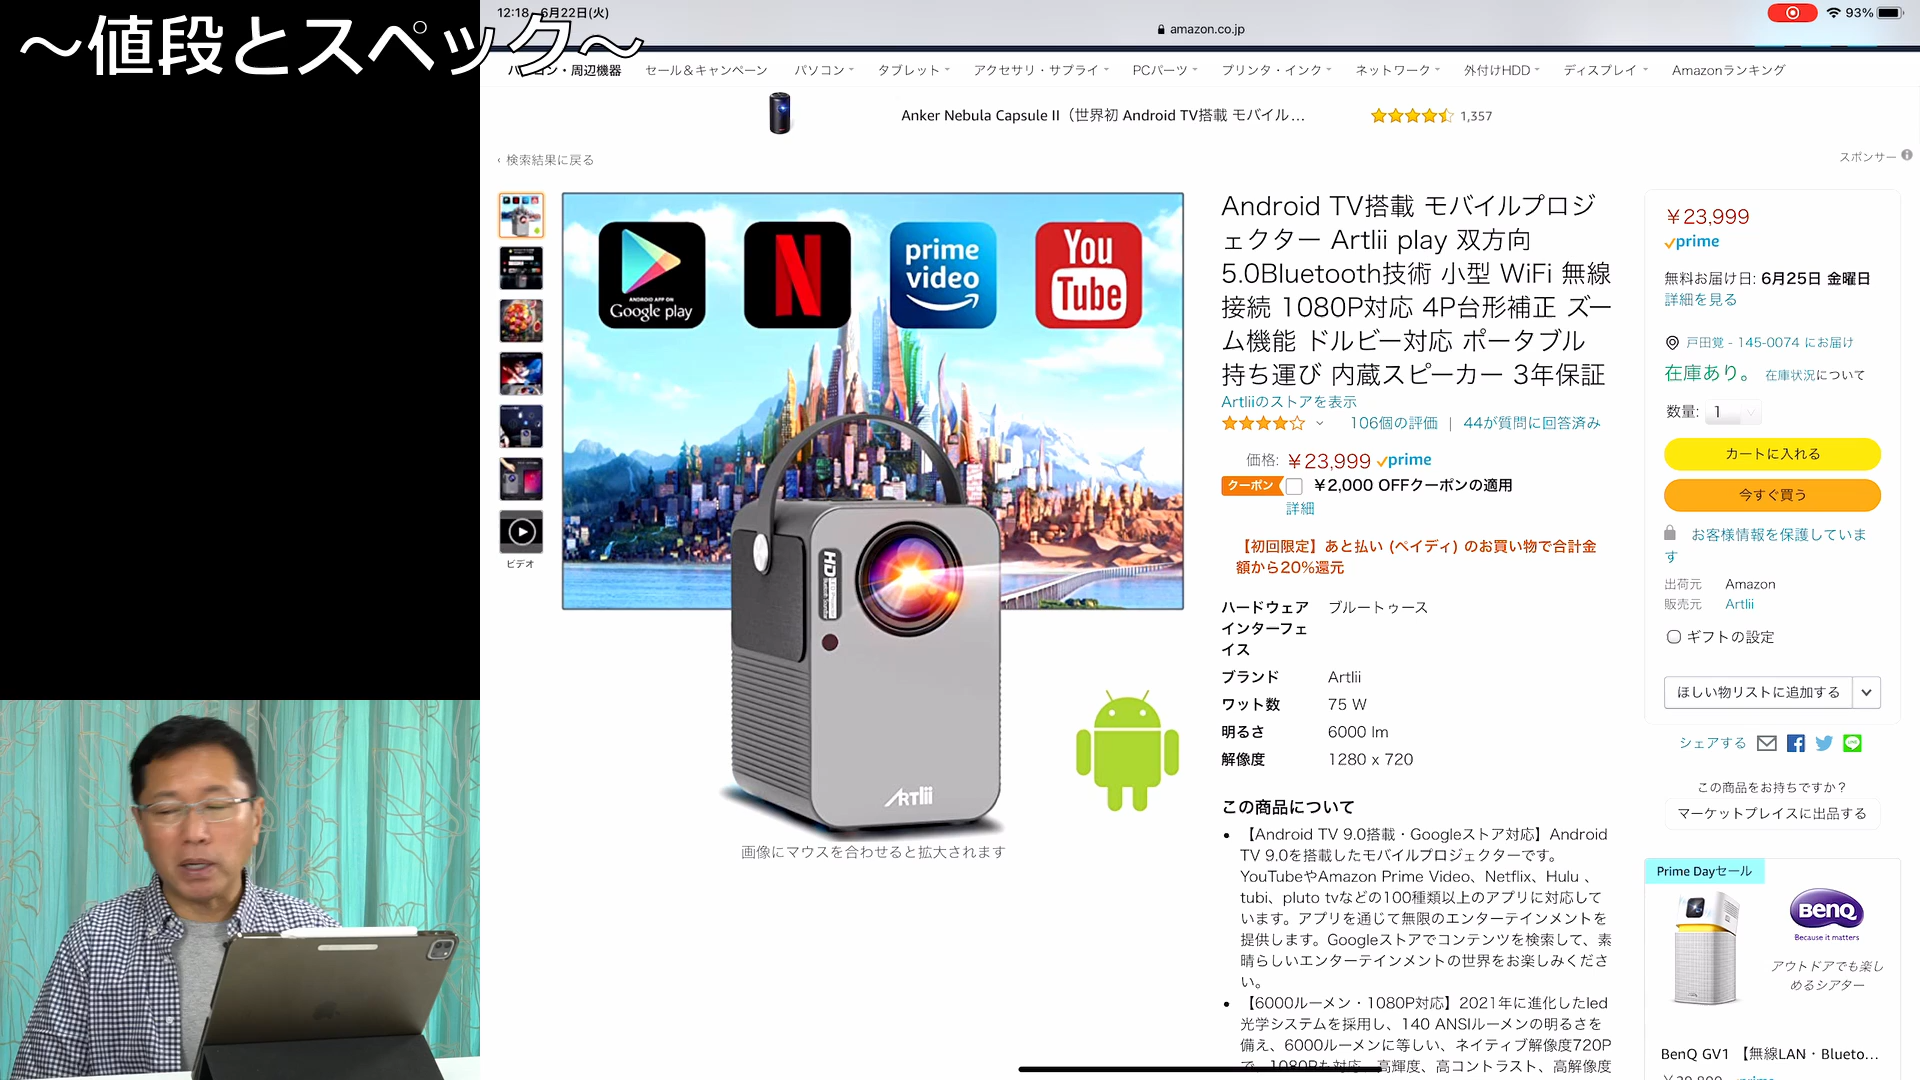 ～値段とスペック～
12:18 6月22日(火)
93%
amazon.co.jp
パソコン・周辺機器 セール＆キャンペーン パソコン タブレット アクセサリ・サプライ PCパーツ プリンタ・インク ネットワーク 外付けHDD ディスプレイ Amazonランキング
Anker Nebula Capsule II（世界初 Android TV搭載 モバイル… 1,357
‹ 検索結果に戻る
スポンサー
ビデオ
ANDROID APP ON
Google play
N
prime
video
You
Tube
HD
ARTlii
画像にマウスを合わせると拡大されます
Android TV搭載 モバイルプロジ
ェクター Artlii play 双方向
5.0Bluetooth技術 小型 WiFi 無線
接続 1080P対応 4P台形補正 ズー
ム機能 ドルビー対応 ポータブル
持ち運び 内蔵スピーカー 3年保証
Artliiのストアを表示
106個の評価 | 44が質問に回答済み
価格: ￥23,999 prime
クーポン ￥2,000 OFFクーポンの適用
詳細
【初回限定】あと払い (ペイディ) のお買い物で合計金
額から20%還元
ハードウェア ブルートゥース
インターフェ
イス
ブランド Artlii
ワット数 75 W
明るさ 6000 lm
解像度 1280 x 720
この商品について
【Android TV 9.0搭載・Googleストア対応】Android
TV 9.0を搭載したモバイルプロジェクターです。
YouTubeやAmazon Prime Video、Netflix、Hulu 、
tubi、pluto tvなどの100種類以上のアプリに対応して
います。アプリを通じて無限のエンターテインメントを
提供します。Googleストアでコンテンツを検索して、素
晴らしいエンターテインメントの世界をお楽しみくださ
い。
【6000ルーメン・1080P対応】2021年に進化したled
光学システムを採用し、140 ANSIルーメンの明るさを
備え、6000ルーメンに等しい、ネイティブ解像度720P
で、1080Pも対応、高輝度、高コントラスト、高解像度
￥23,999
prime
無料お届け日: 6月25日 金曜日
詳細を見る
戸田覚 - 145-0074 にお届け
在庫あり。 在庫状況について
数量: 1
カートに入れる
今すぐ買う
お客様情報を保護していま
す
出荷元 Amazon
販売元 Artlii
ギフトの設定
ほしい物リストに追加する
シェアする
この商品をお持ちですか？
マーケットプレイスに出品する
Prime Dayセール
BenQ
Because it matters
アウトドアでも楽し
めるシアター
BenQ GV1 【無線LAN・Blueto…